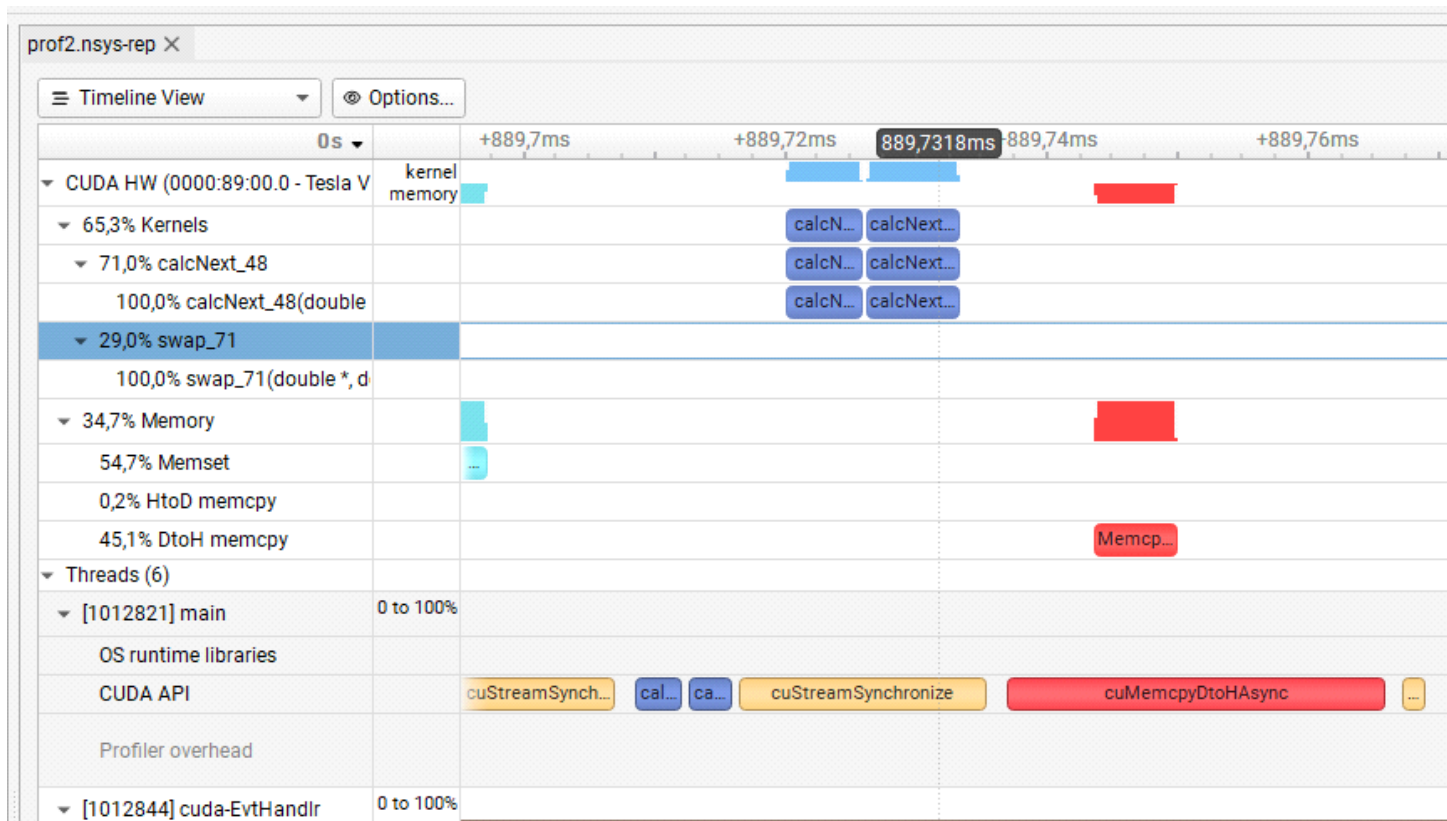 prof2.nsys-rep
Timeline View Options...
0s +889,7ms +889,72ms 889,7318ms 889,74ms +889,76ms
CUDA HW (0000:89:00.0 - Tesla V kernel
memory
65,3% Kernels calcN... calcNext...
71,0% calcNext_48 calcN... calcNext...
100,0% calcNext_48(double calcN... calcNext...
29,0% swap_71
100,0% swap_71(double *, d
34,7% Memory
54,7% Memset ...
0,2% HtoD memcpy
45,1% DtoH memcpy Memcp...
Threads (6)
[1012821] main 0 to 100%
OS runtime libraries
CUDA API cuStreamSynch... cal... ca... cuStreamSynchronize cuMemcpyDtoHAsync ...
Profiler overhead
[1012844] cuda-EvtHandlr 0 to 100%